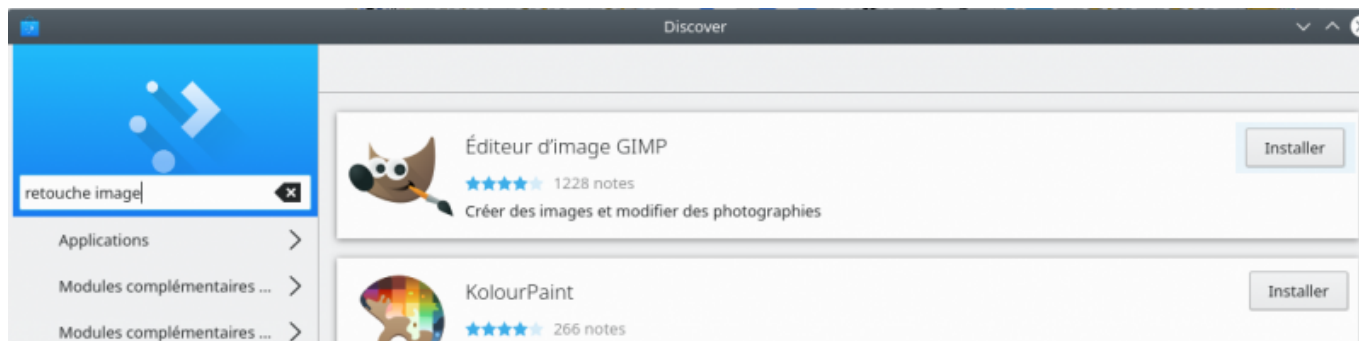 Discover
retouche image
Applications
Modules complémentaires ...
Modules complémentaires ...
Éditeur d'image GIMP
1228 notes
Créer des images et modifier des photographies
Installer
KolourPaint
266 notes
Installer